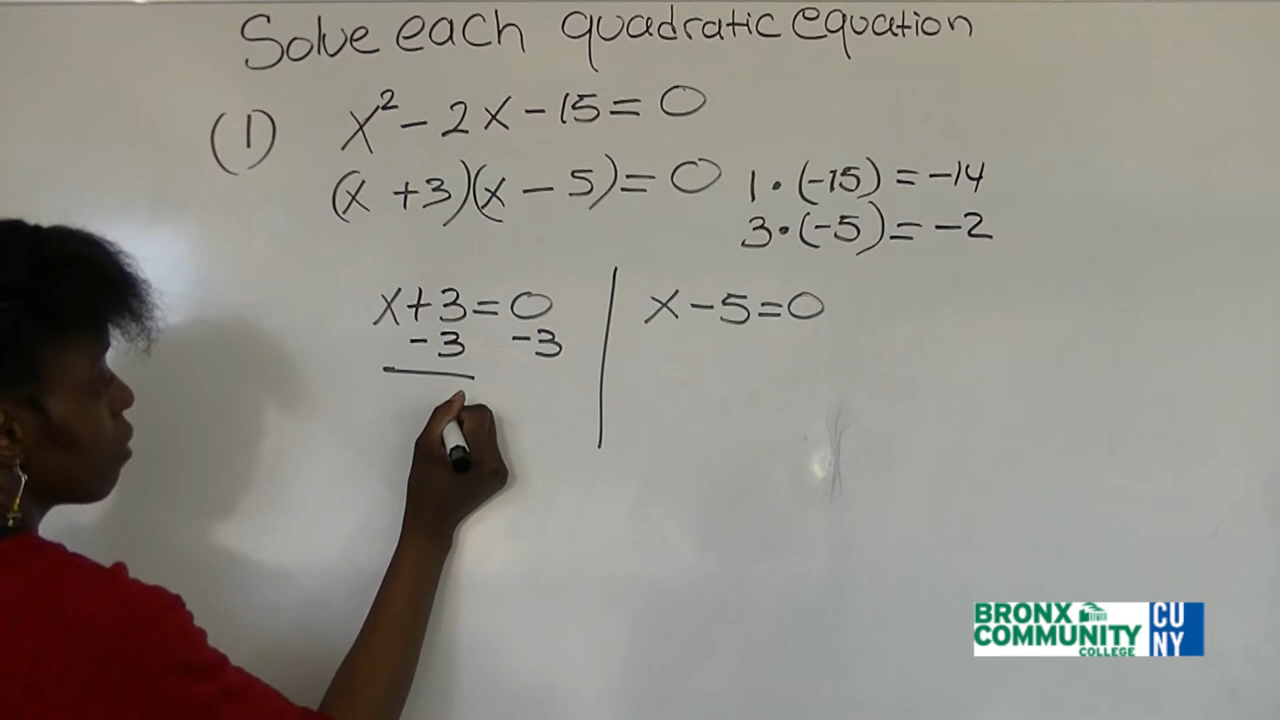 Solve each quadratic equation
(1) x² - 2x - 15 = 0
(x + 3)(x - 5) = 0
1 · (-15) = -14
3 · (-5) = -2
x + 3 = 0
-3 -3
x - 5 = 0
BRONX
COMMUNITY
COLLEGE
CU
NY